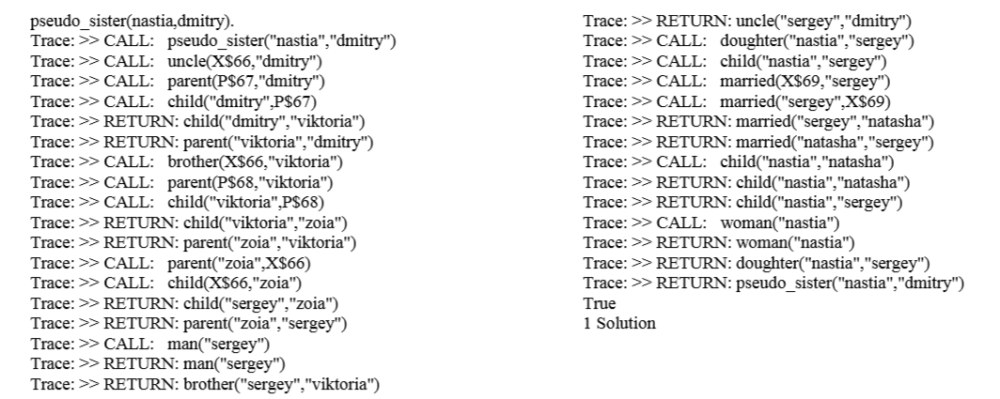 pseudo_sister(nastia,dmitry).
Trace: >> CALL: pseudo_sister("nastia","dmitry")
Trace: >> CALL: uncle(X$66,"dmitry")
Trace: >> CALL: parent(P$67,"dmitry")
Trace: >> CALL: child("dmitry",P$67)
Trace: >> RETURN: child("dmitry","viktoria")
Trace: >> RETURN: parent("viktoria","dmitry")
Trace: >> CALL: brother(X$66,"viktoria")
Trace: >> CALL: parent(P$68,"viktoria")
Trace: >> CALL: child("viktoria",P$68)
Trace: >> RETURN: child("viktoria","zoia")
Trace: >> RETURN: parent("zoia","viktoria")
Trace: >> CALL: parent("zoia",X$66)
Trace: >> CALL: child(X$66,"zoia")
Trace: >> RETURN: child("sergey","zoia")
Trace: >> RETURN: parent("zoia","sergey")
Trace: >> CALL: man("sergey")
Trace: >> RETURN: man("sergey")
Trace: >> RETURN: brother("sergey","viktoria")
Trace: >> RETURN: uncle("sergey","dmitry")
Trace: >> CALL: doughter("nastia","sergey")
Trace: >> CALL: child("nastia","sergey")
Trace: >> CALL: married(X$69,"sergey")
Trace: >> CALL: married("sergey",X$69)
Trace: >> RETURN: married("sergey","natasha")
Trace: >> RETURN: married("natasha","sergey")
Trace: >> CALL: child("nastia","natasha")
Trace: >> RETURN: child("nastia","natasha")
Trace: >> RETURN: child("nastia","sergey")
Trace: >> CALL: woman("nastia")
Trace: >> RETURN: woman("nastia")
Trace: >> RETURN: doughter("nastia","sergey")
Trace: >> RETURN: pseudo_sister("nastia","dmitry")
True
1 Solution